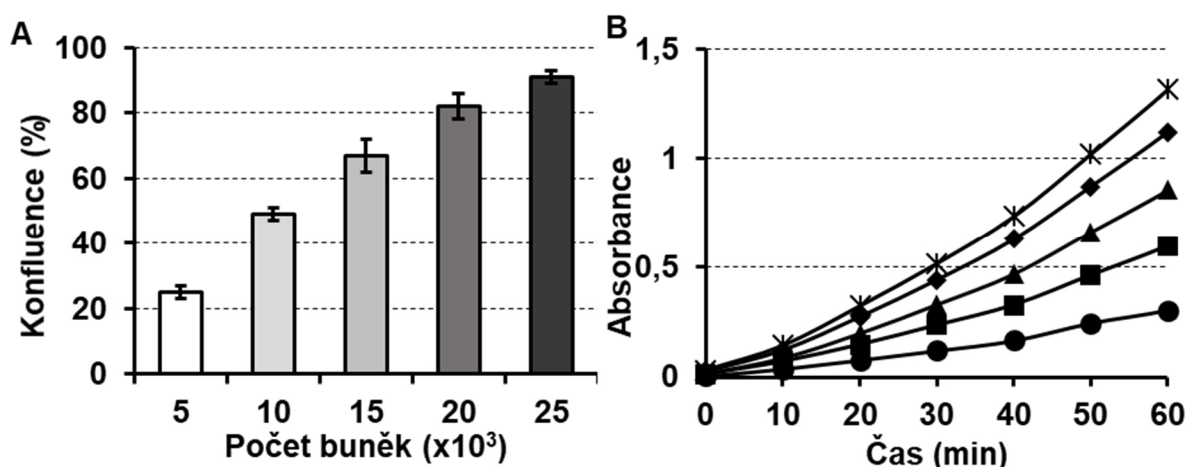 A
100
80
60
40
20
0
Konfluence (%)
5 10 15 20 25
Počet buněk (x10³)
B
1,5
1
0,5
0
Absorbance
0 10 20 30 40 50 60
Čas (min)